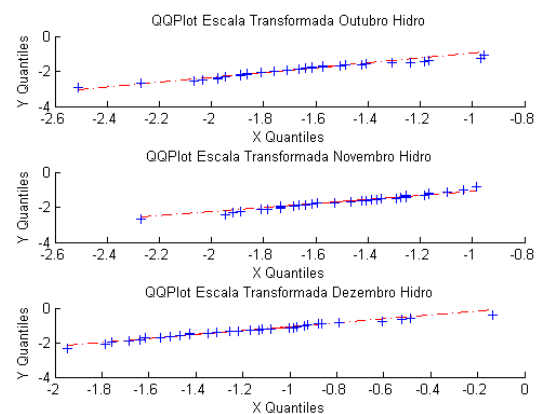 QQPlot Escala Transformada Outubro Hidro
0
-2
-4
Y Quantiles
-2.6 -2.4 -2.2 -2 -1.8 -1.6 -1.4 -1.2 -1 -0.8
X Quantiles
QQPlot Escala Transformada Novembro Hidro
0
-2
-4
Y Quantiles
-2.6 -2.4 -2.2 -2 -1.8 -1.6 -1.4 -1.2 -1 -0.8
X Quantiles
QQPlot Escala Transformada Dezembro Hidro
0
-2
-4
Y Quantiles
-2 -1.8 -1.6 -1.4 -1.2 -1 -0.8 -0.6 -0.4 -0.2 0
X Quantiles